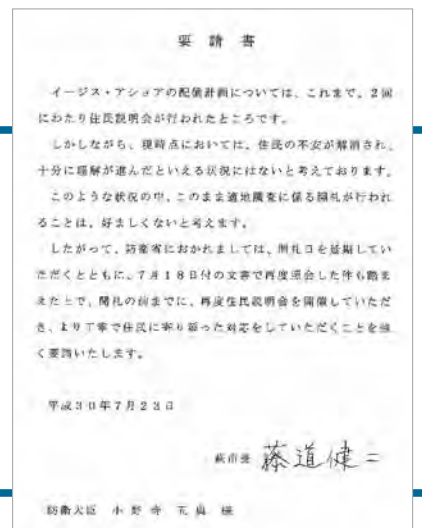 要請書
イージス・アショアの配備計画については、これまで、2回
にわたり住民説明会が行われたところです。
しかしながら、現時点においては、住民の不安が解消され、
十分に理解が進んだといえる状況にはないと考えております。
このような状況の中、このまま適地調査に係る開札が行われ
ることは、好ましくないと考えます。
したがって、防衛省におかれましては、開札日を延期してい
ただくとともに、7月18日付の文書で再度照会した件も踏ま
えた上で、開札の前までに、再度住民説明会を開催していただ
き、より丁寧で住民に寄り添った対応をしていただくことを強
く要請いたします。
平成30年7月23日
萩市長 藤道健二
防衛大臣 小野寺 五典 様